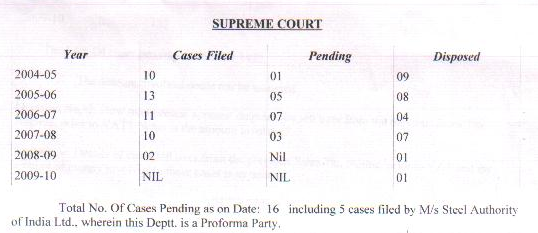 SUPREME COURT
Year Cases Filed Pending Disposed
2004-05 10 01 09
2005-06 13 05 08
2006-07 11 07 04
2007-08 10 03 07
2008-09 02 Nil 01
2009-10 NIL NIL 01
Total No. Of Cases Pending as on Date: 16 including 5 cases filed by M/s Steel Authority
of India Ltd., wherein this Deptt. is a Proforma Party.